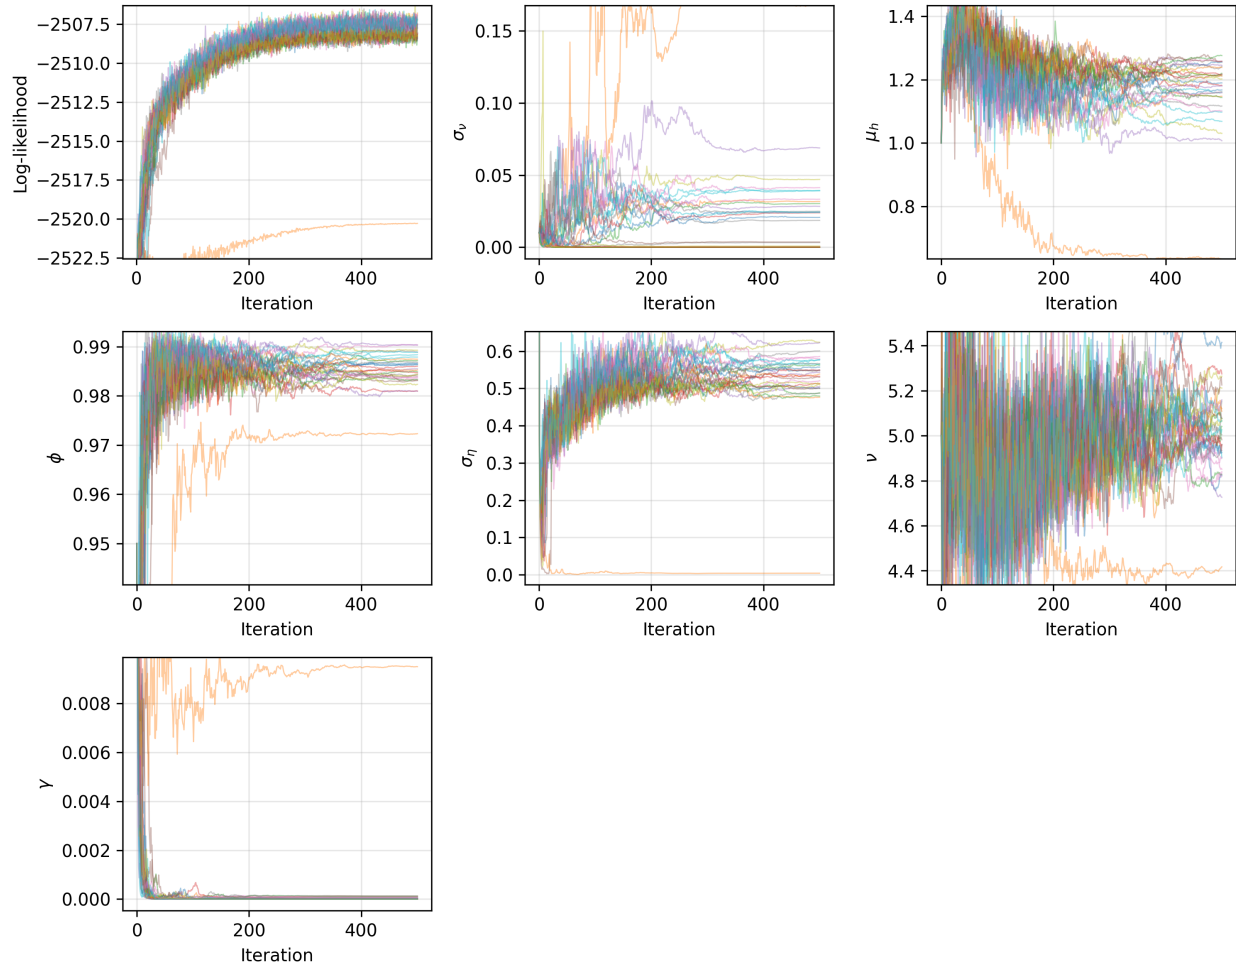 Log-likelihood
−2507.5
−2510.0
−2512.5
−2515.0
−2517.5
−2520.0
−2522.5
0 200 400
Iteration
σ_ν
0.15
0.10
0.05
0.00
0 200 400
Iteration
μ_h
1.4
1.2
1.0
0.8
0 200 400
Iteration
ϕ
0.99
0.98
0.97
0.96
0.95
0 200 400
Iteration
σ_η
0.6
0.5
0.4
0.3
0.2
0.1
0.0
0 200 400
Iteration
ν
5.4
5.2
5.0
4.8
4.6
4.4
0 200 400
Iteration
γ
0.008
0.006
0.004
0.002
0.000
0 200 400
Iteration